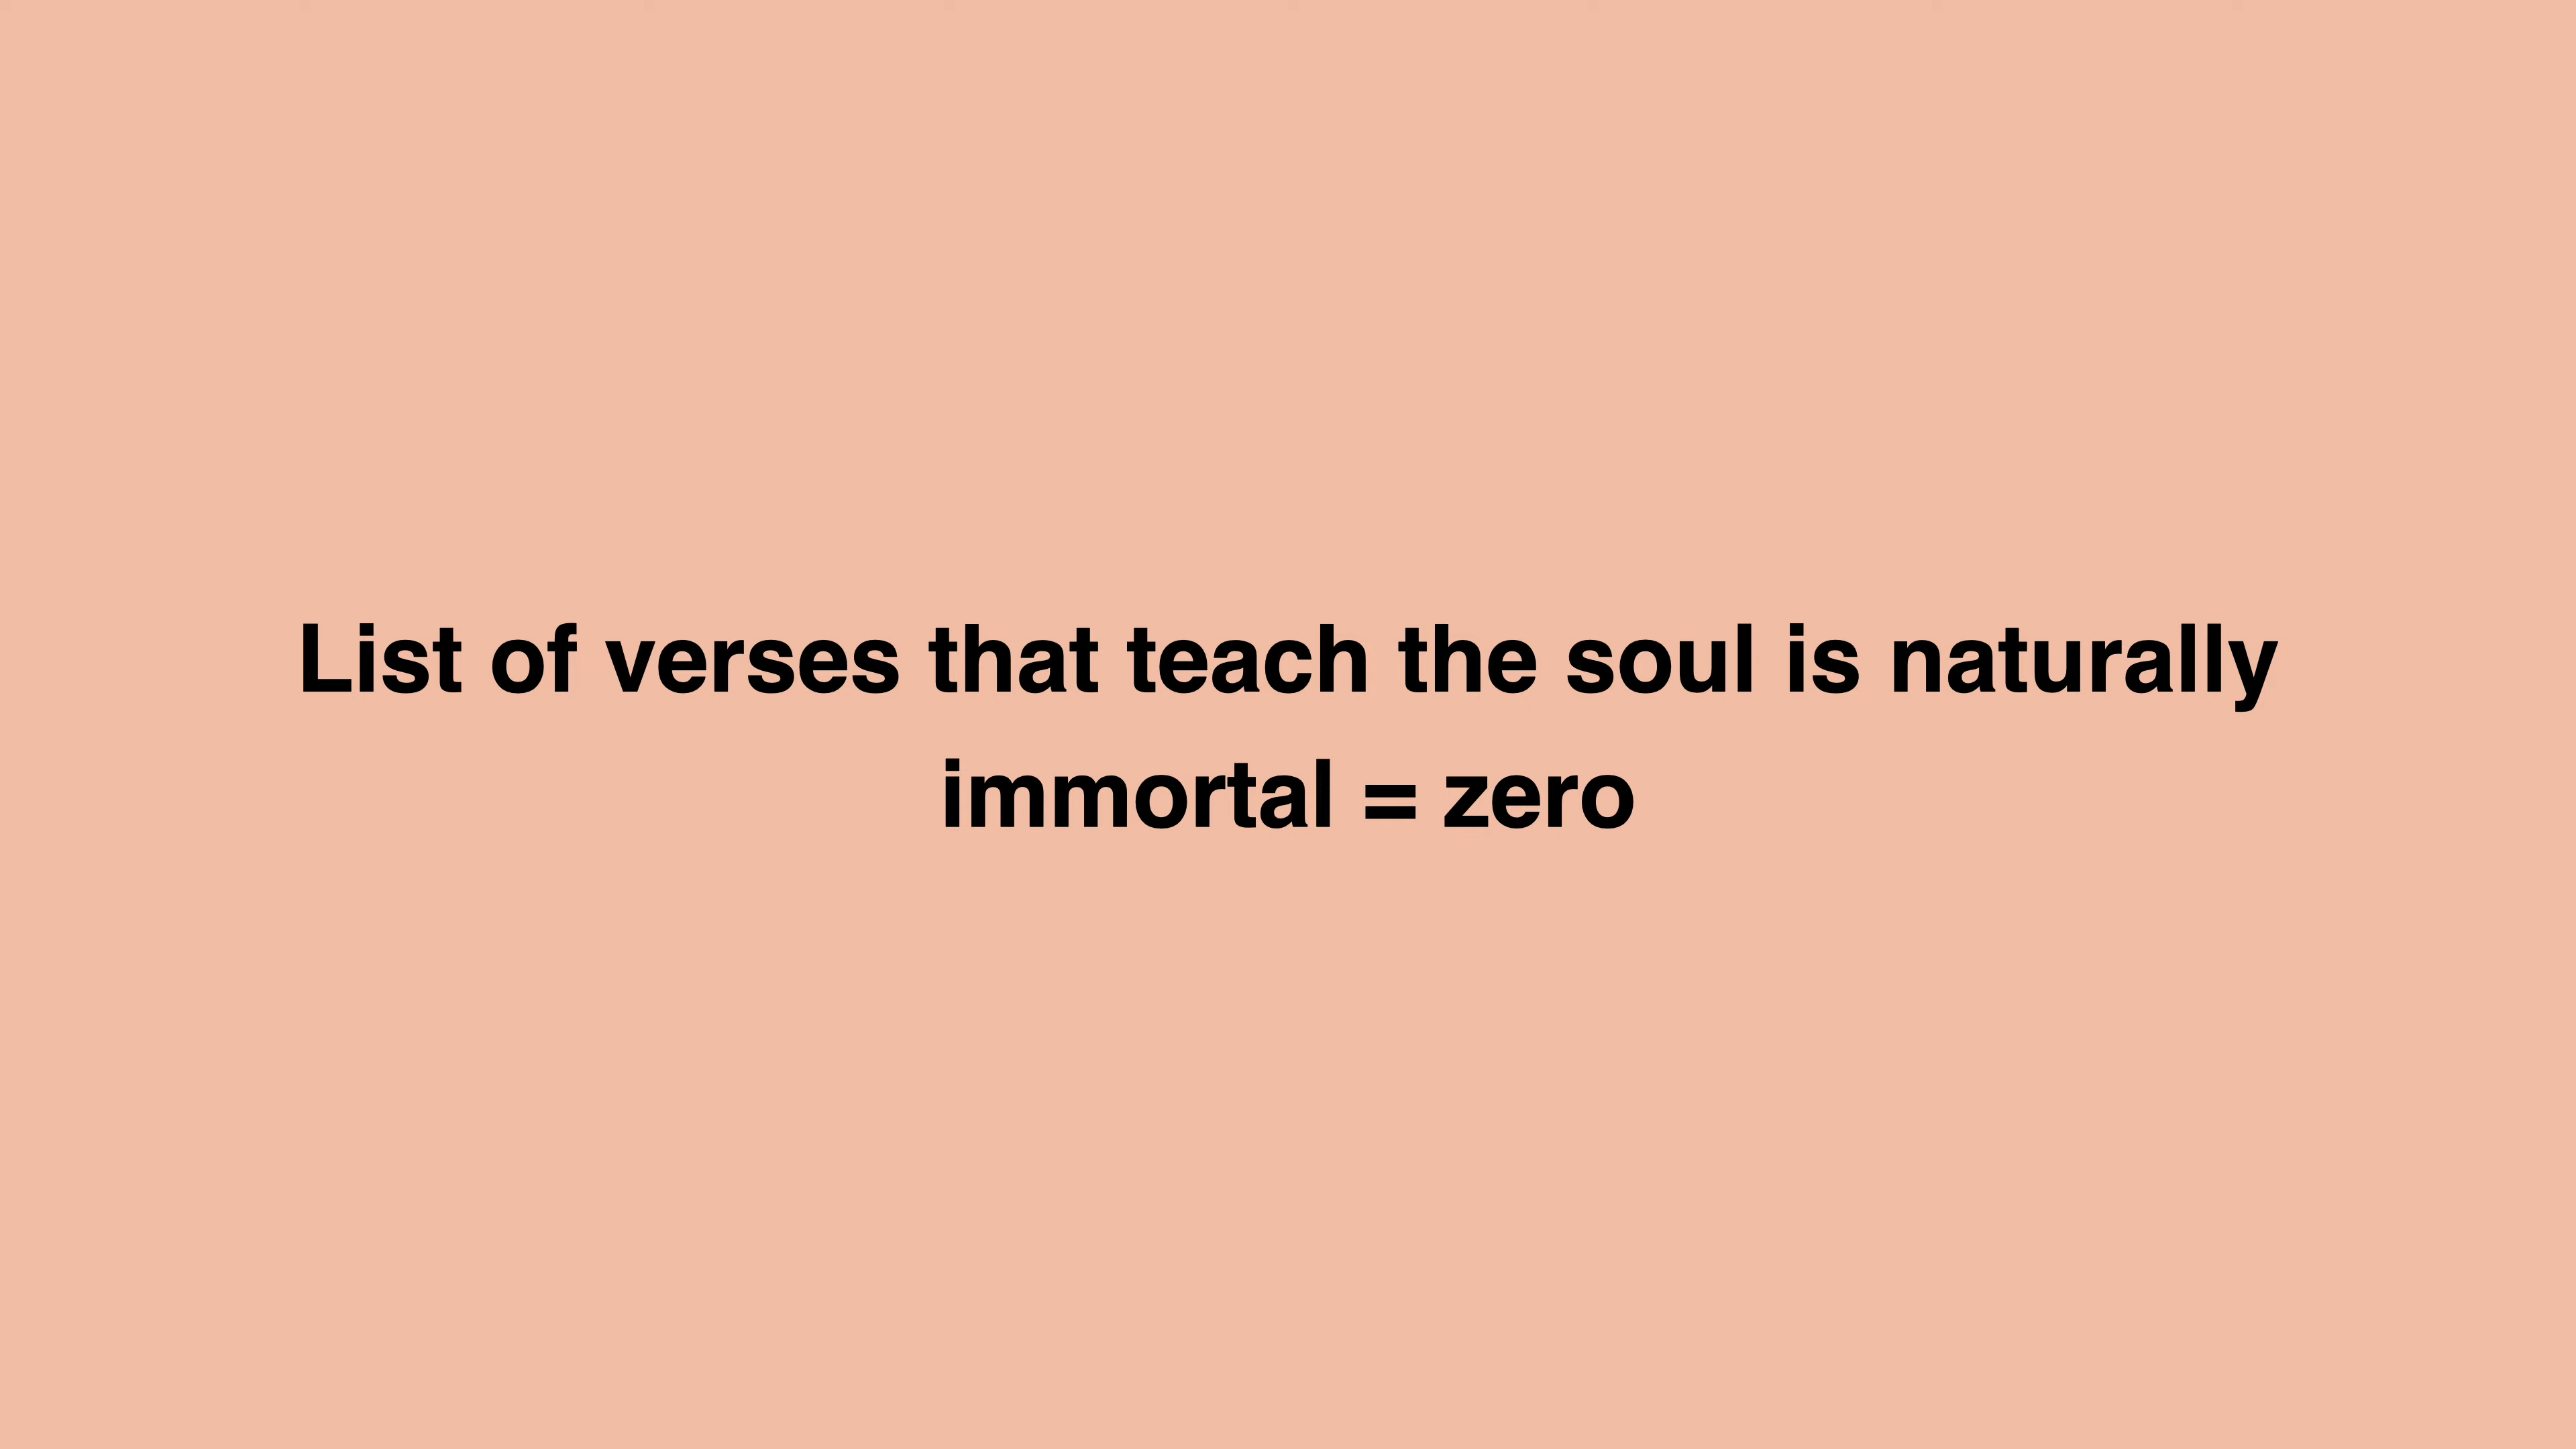 List of verses that teach the soul is naturally
immortal = zero